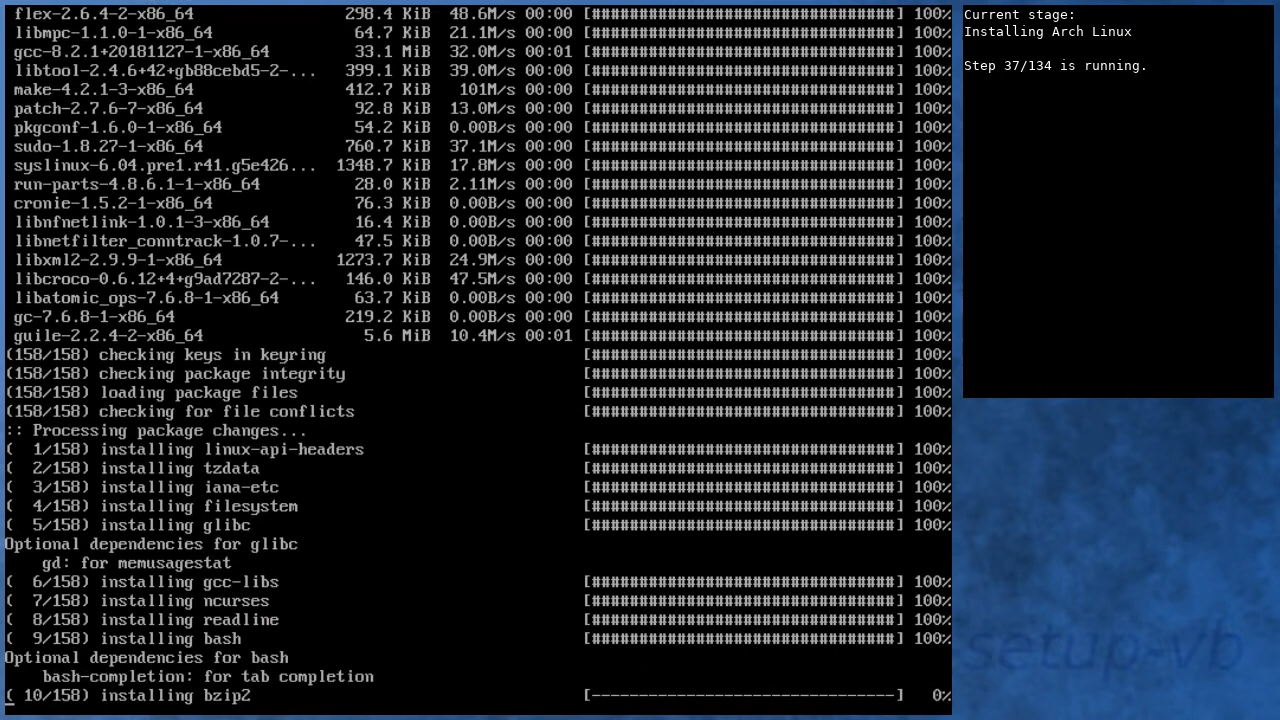 flex-2.6.4-2-x86_64 298.4 KiB 48.6M/s 00:00 [################################] 100%
libmpc-1.1.0-1-x86_64 64.7 KiB 21.1M/s 00:00 [################################] 100%
gcc-8.2.1+20181127-1-x86_64 33.1 MiB 32.0M/s 00:01 [################################] 100%
libtool-2.4.6+42+gb88cebd5-2-... 399.1 KiB 39.0M/s 00:00 [################################] 100%
make-4.2.1-3-x86_64 412.7 KiB 101M/s 00:00 [################################] 100%
patch-2.7.6-7-x86_64 92.8 KiB 13.0M/s 00:00 [################################] 100%
pkgconf-1.6.0-1-x86_64 54.2 KiB 0.00B/s 00:00 [################################] 100%
sudo-1.8.27-1-x86_64 760.7 KiB 37.1M/s 00:00 [################################] 100%
syslinux-6.04.pre1.r41.g5e426... 1348.7 KiB 17.8M/s 00:00 [################################] 100%
run-parts-4.8.6.1-1-x86_64 28.0 KiB 2.11M/s 00:00 [################################] 100%
cronie-1.5.2-1-x86_64 76.3 KiB 0.00B/s 00:00 [################################] 100%
libnfnetlink-1.0.1-3-x86_64 16.4 KiB 0.00B/s 00:00 [################################] 100%
libnetfilter_conntrack-1.0.7-... 47.5 KiB 0.00B/s 00:00 [################################] 100%
libxml2-2.9.9-1-x86_64 1273.7 KiB 24.9M/s 00:00 [################################] 100%
libcroco-0.6.12+4+g9ad7287-2-... 146.0 KiB 47.5M/s 00:00 [################################] 100%
libatomic_ops-7.6.8-1-x86_64 63.7 KiB 0.00B/s 00:00 [################################] 100%
gc-7.6.8-1-x86_64 219.2 KiB 0.00B/s 00:00 [################################] 100%
guile-2.2.4-2-x86_64 5.6 MiB 10.4M/s 00:01 [################################] 100%
(158/158) checking keys in keyring [################################] 100%
(158/158) checking package integrity [################################] 100%
(158/158) loading package files [################################] 100%
(158/158) checking for file conflicts [################################] 100%
:: Processing package changes...
( 1/158) installing linux-api-headers [################################] 100%
( 2/158) installing tzdata [################################] 100%
( 3/158) installing iana-etc [################################] 100%
( 4/158) installing filesystem [################################] 100%
( 5/158) installing glibc [################################] 100%
Optional dependencies for glibc
gd: for memusagestat
( 6/158) installing gcc-libs [################################] 100%
( 7/158) installing ncurses [################################] 100%
( 8/158) installing readline [################################] 100%
( 9/158) installing bash [################################] 100%
Optional dependencies for bash
bash-completion: for tab completion
( 10/158) installing bzip2 [--------------------------------] 0%
Current stage:
Installing Arch Linux
Step 37/134 is running.
setup-vb